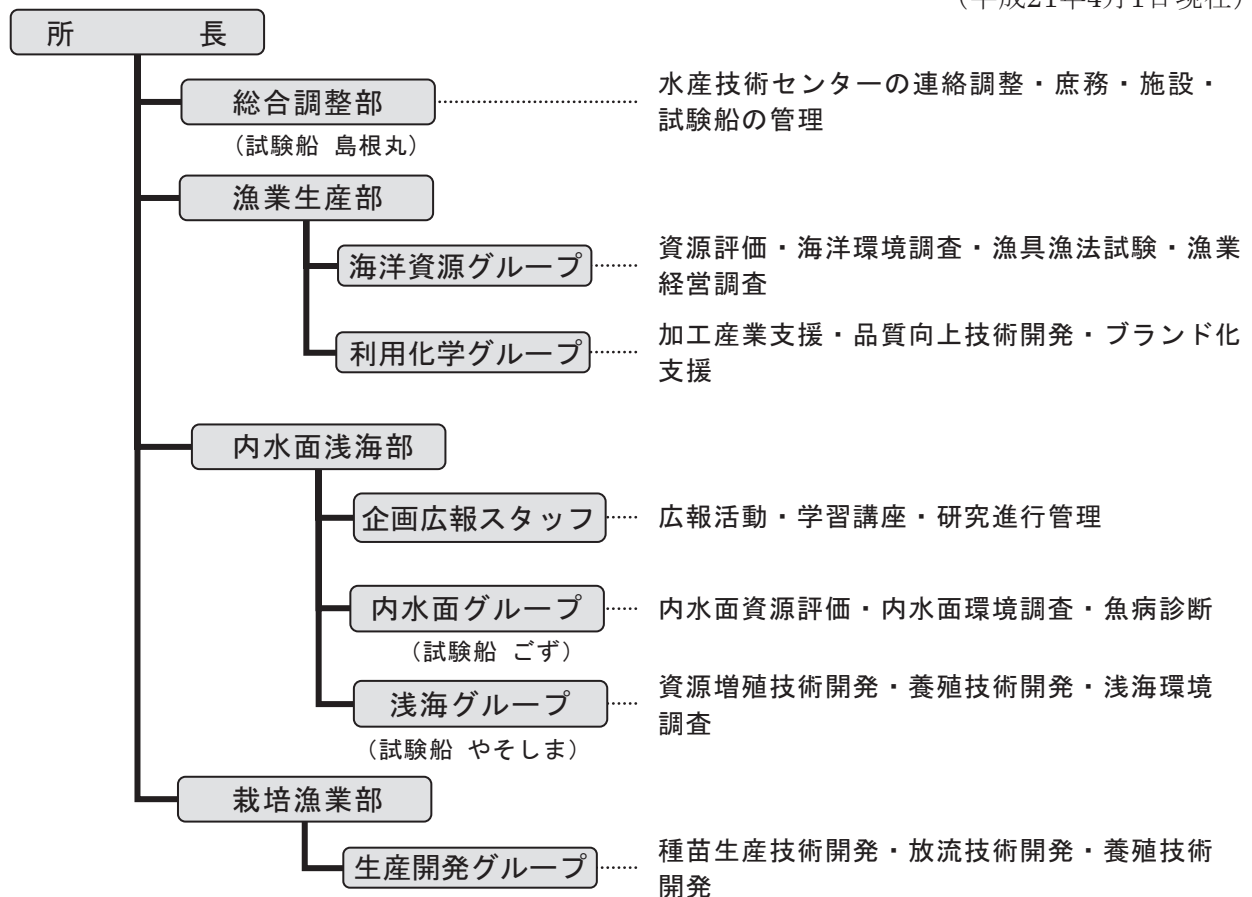 （平成21年4月1日現在）
所　　　長
総合調整部
水産技術センターの連絡調整・庶務・施設・
試験船の管理
（試験船 島根丸）
漁業生産部
海洋資源グループ
資源評価・海洋環境調査・漁具漁法試験・漁業
経営調査
利用化学グループ
加工産業支援・品質向上技術開発・ブランド化
支援
内水面浅海部
企画広報スタッフ
広報活動・学習講座・研究進行管理
内水面グループ
内水面資源評価・内水面環境調査・魚病診断
（試験船 ごず）
浅海グループ
資源増殖技術開発・養殖技術開発・浅海環境
調査
（試験船 やそしま）
栽培漁業部
生産開発グループ
種苗生産技術開発・放流技術開発・養殖技術
開発